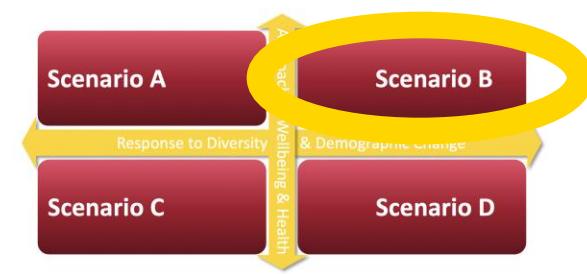 Scenario A
Scenario B
Response to Diversity & Demographic Change
Wellbeing & Health
Scenario C
Scenario D